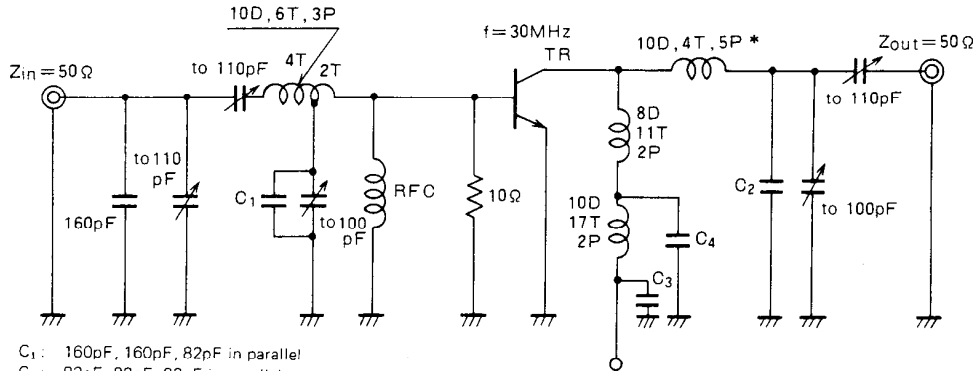 10D, 6T, 3P
f=30MHz
TR
10D, 4T, 5P *
Zin=50Ω
Zout=50Ω
to 110pF
4T
2T
to 110pF
8D
11T
2P
to 110
pF
160pF
C₁
to 100
pF
RFC
10Ω
10D
17T
2P
C₄
C₃
C₂
to 100pF
C₁: 160pF, 160pF, 82pF in parallel